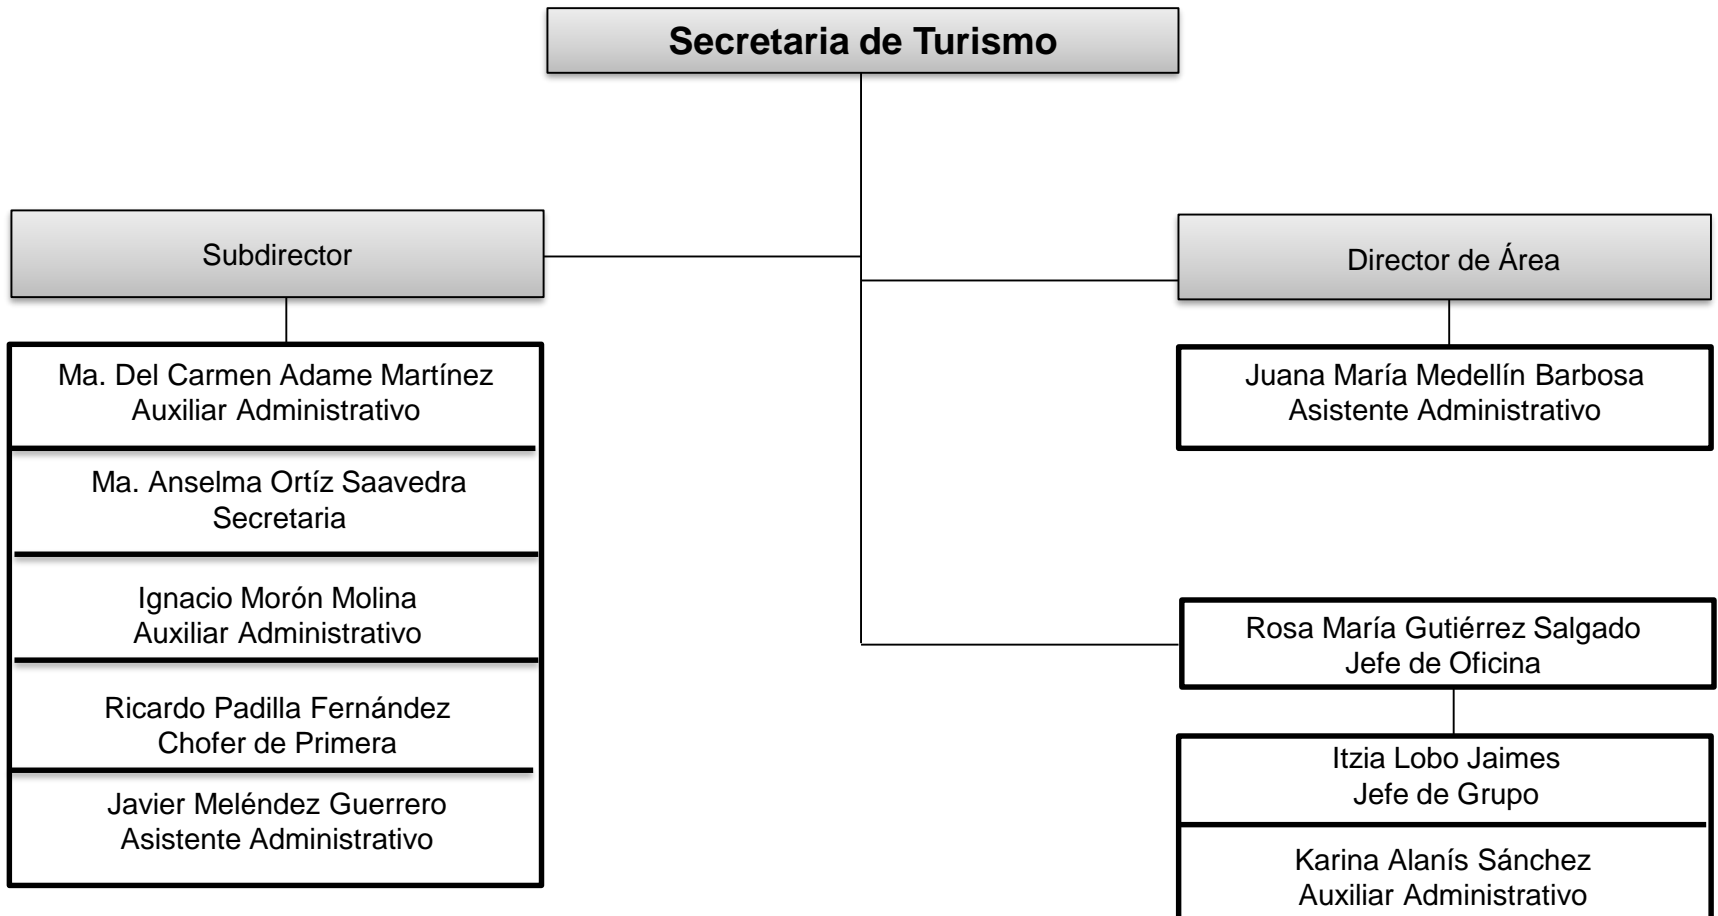 Secretaria de Turismo
Subdirector
Director de Área
Ma. Del Carmen Adame Martínez
Auxiliar Administrativo
Ma. Anselma Ortíz Saavedra
Secretaria
Ignacio Morón Molina
Auxiliar Administrativo
Ricardo Padilla Fernández
Chofer de Primera
Javier Meléndez Guerrero
Asistente Administrativo
Juana María Medellín Barbosa
Asistente Administrativo
Rosa María Gutiérrez Salgado
Jefe de Oficina
Itzia Lobo Jaimes
Jefe de Grupo
Karina Alanís Sánchez
Auxiliar Administrativo